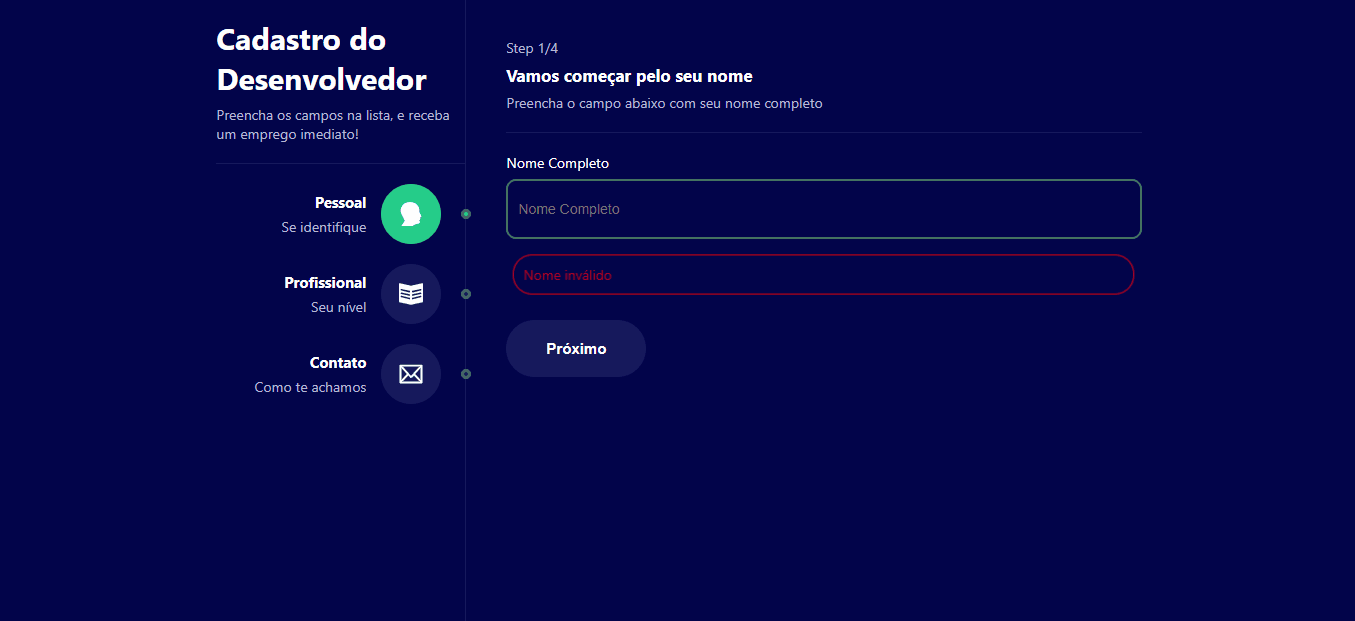 Cadastro do
Desenvolvedor
Preencha os campos na lista, e receba
um emprego imediato!
Pessoal
Se identifique
Profissional
Seu nível
Contato
Como te achamos
Step 1/4
Vamos começar pelo seu nome
Preencha o campo abaixo com seu nome completo
Nome Completo
Nome Completo
Nome inválido
Próximo